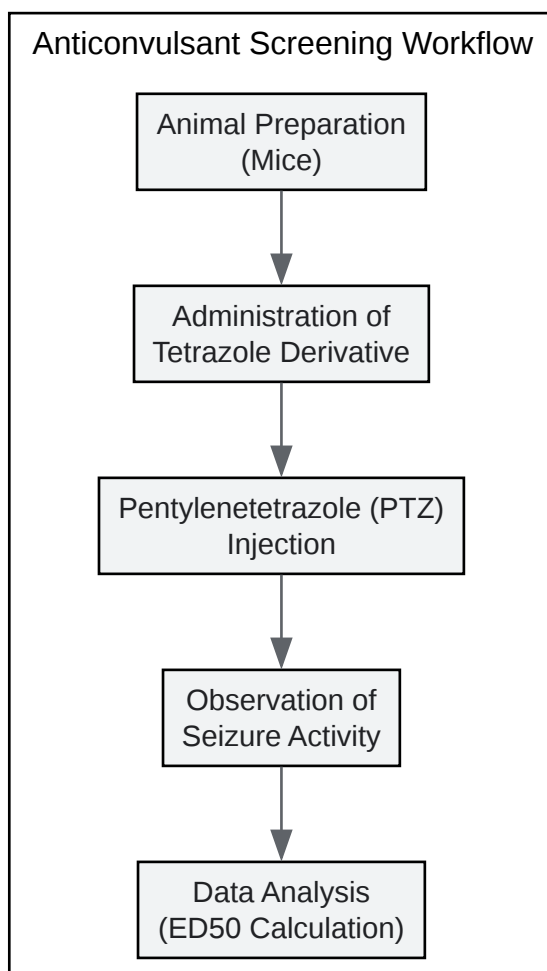 Anticonvulsant Screening Workflow
Animal Preparation
(Mice)
Administration of
Tetrazole Derivative
Pentylenetetrazole (PTZ)
Injection
Observation of
Seizure Activity
Data Analysis
(ED50 Calculation)